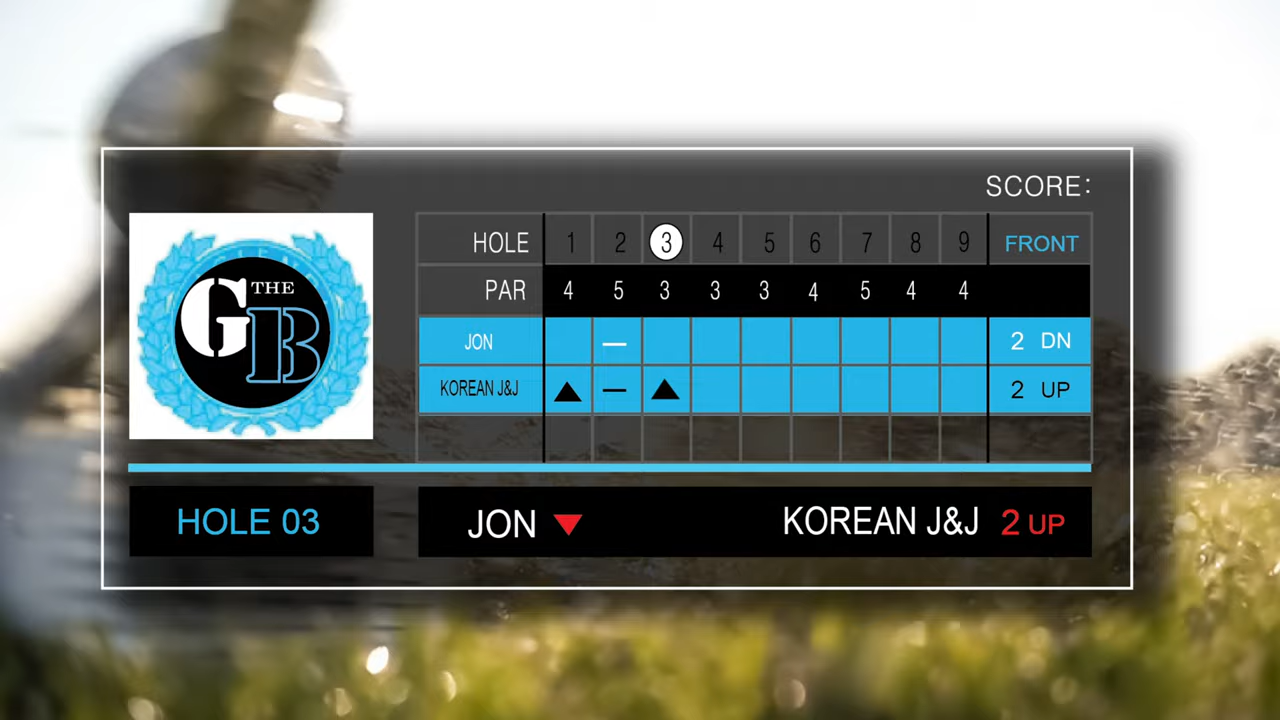 SCORE:
THE
GB
HOLE 1 2 3 4 5 6 7 8 9 FRONT
PAR 4 5 3 3 3 4 5 4 4
JON — 2 DN
KOREAN J&J ▲ — ▲ 2 UP
HOLE 03
JON ▼ KOREAN J&J 2 UP